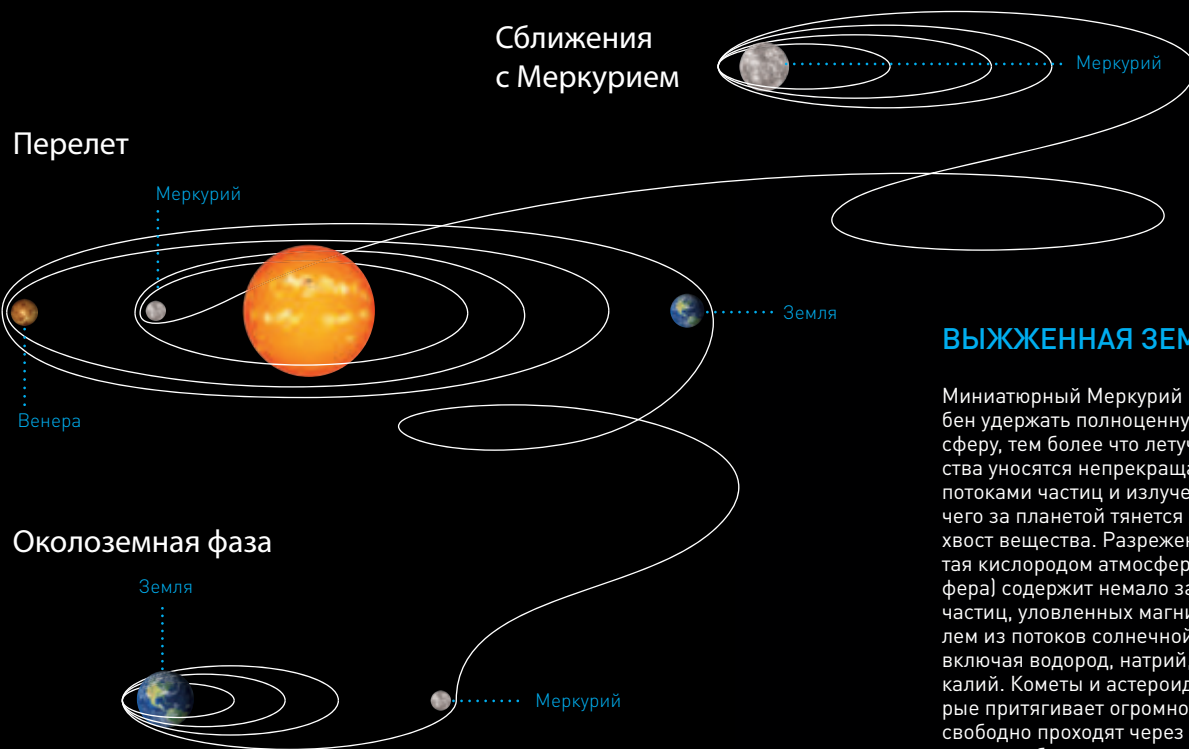 Сближения
с Меркурием
Меркурий
Перелет
Меркурий
Земля
Венера
Околоземная фаза
Земля
Меркурий
ВЫЖЖЕННАЯ ЗЕМ
Миниатюрный Меркурий
бен удержать полноценну
сферу, тем более что летуч
ства уносятся непрекраща
потоками частиц и излуче
чего за планетой тянется
хвост вещества. Разрежен
тая кислородом атмосфер
фера) содержит немало за
частиц, уловленных магни
лем из потоков солнечной
включая водород, натрий,
калий. Кометы и астероид
рые притягивает огромно
свободно проходят через